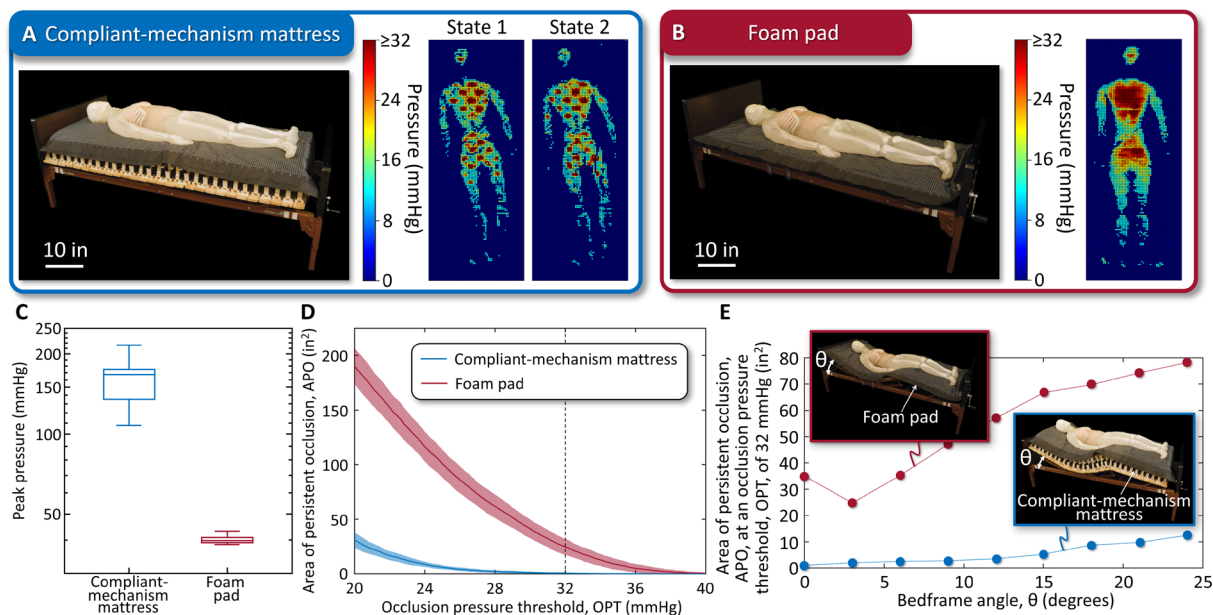 A Compliant-mechanism mattress
State 1
State 2
≥32
24
16
8
0
Pressure (mmHg)
10 in
B Foam pad
≥32
24
16
8
0
Pressure (mmHg)
10 in
C
250
200
150
100
50
Peak pressure (mmHg)
Compliant-
mechanism
mattress
Foam
pad
D
200
150
100
50
0
Area of persistent occlusion, APO (in²)
Compliant-mechanism mattress
Foam pad
20
24
28
32
36
40
Occlusion pressure threshold, OPT (mmHg)
E
Area of persistent occlusion,
APO, at an occlusion pressure
threshold, OPT, of 32 mmHg (in²)
80
70
60
50
40
30
20
10
0
θ
Foam pad
θ
Compliant-mechanism
mattress
0
5
10
15
20
25
Bedframe angle, θ (degrees)